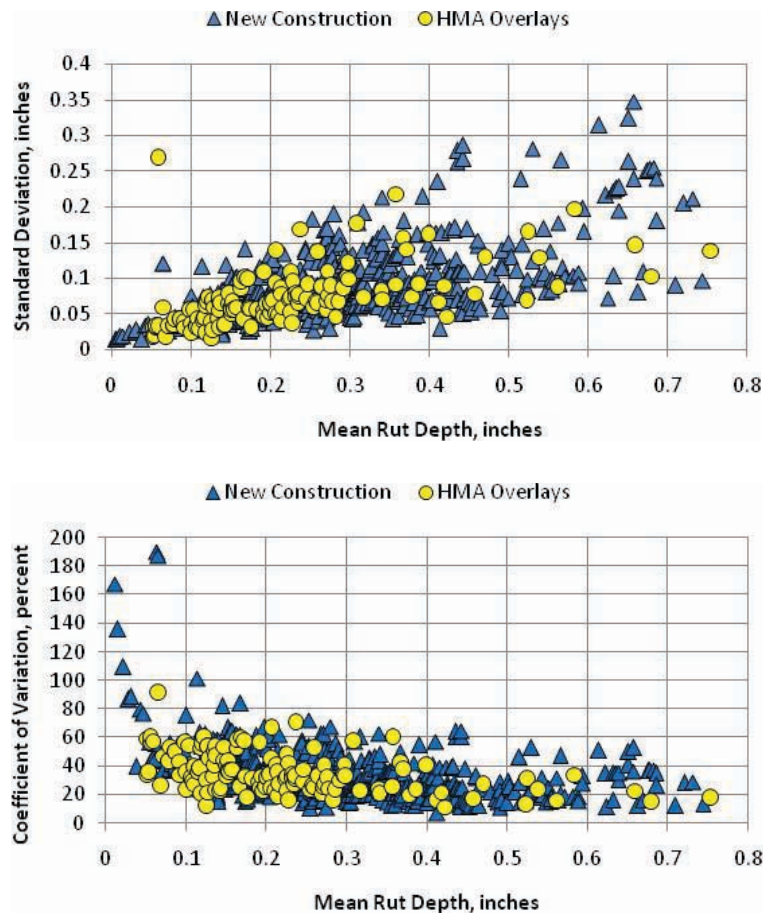 New Construction HMA Overlays
Standard Deviation, inches
0.4
0.35
0.3
0.25
0.2
0.15
0.1
0.05
0
0 0.1 0.2 0.3 0.4 0.5 0.6 0.7 0.8
Mean Rut Depth, inches
New Construction HMA Overlays
Coefficient of Variation, percent
200
180
160
140
120
100
80
60
40
20
0
0 0.1 0.2 0.3 0.4 0.5 0.6 0.7 0.8
Mean Rut Depth, inches